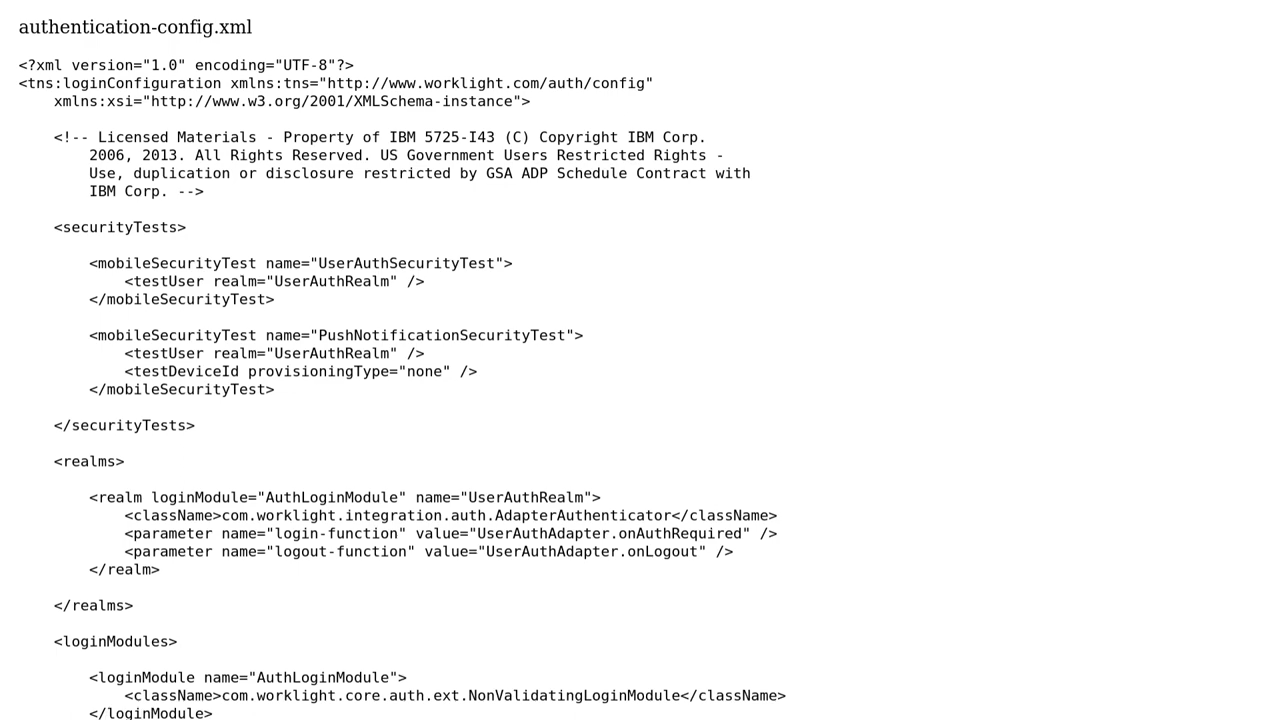 authentication-config.xml
<?xml version="1.0" encoding="UTF-8"?>
<tns:loginConfiguration xmlns:tns="http://www.worklight.com/auth/config"
    xmlns:xsi="http://www.w3.org/2001/XMLSchema-instance">
    <!-- Licensed Materials - Property of IBM 5725-I43 (C) Copyright IBM Corp.
        2006, 2013. All Rights Reserved. US Government Users Restricted Rights -
        Use, duplication or disclosure restricted by GSA ADP Schedule Contract with
        IBM Corp. -->
    <securityTests>
        <mobileSecurityTest name="UserAuthSecurityTest">
            <testUser realm="UserAuthRealm" />
        </mobileSecurityTest>
        <mobileSecurityTest name="PushNotificationSecurityTest">
            <testUser realm="UserAuthRealm" />
            <testDeviceId provisioningType="none" />
        </mobileSecurityTest>
    </securityTests>
    <realms>
        <realm loginModule="AuthLoginModule" name="UserAuthRealm">
            <className>com.worklight.integration.auth.AdapterAuthenticator</className>
            <parameter name="login-function" value="UserAuthAdapter.onAuthRequired" />
            <parameter name="logout-function" value="UserAuthAdapter.onLogout" />
        </realm>
    </realms>
    <loginModules>
        <loginModule name="AuthLoginModule">
            <className>com.worklight.core.auth.ext.NonValidatingLoginModule</className>
        </loginModule>